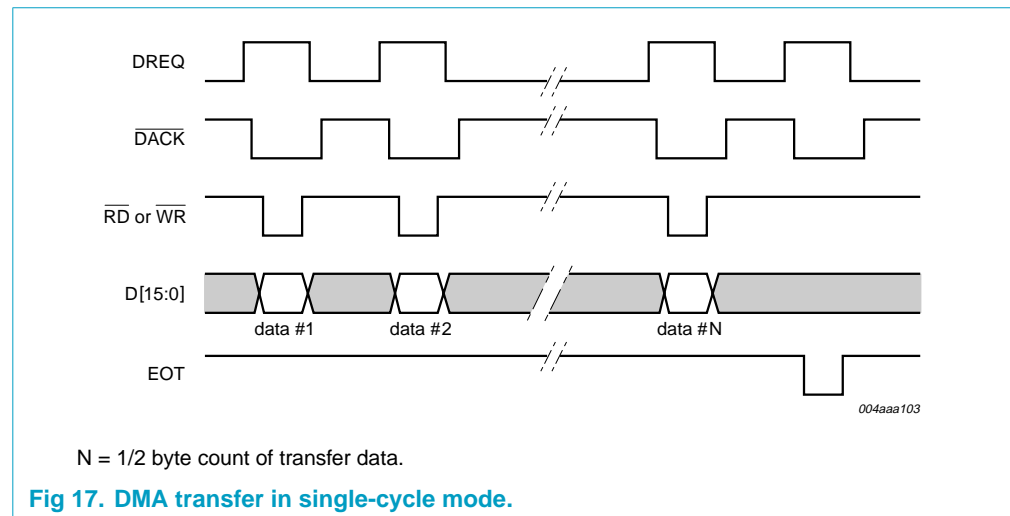 DREQ
DACK
RD or WR
D[15:0]
data #1 data #2 data #N
EOT
004aaa103
N = 1/2 byte count of transfer data.
Fig 17. DMA transfer in single-cycle mode.